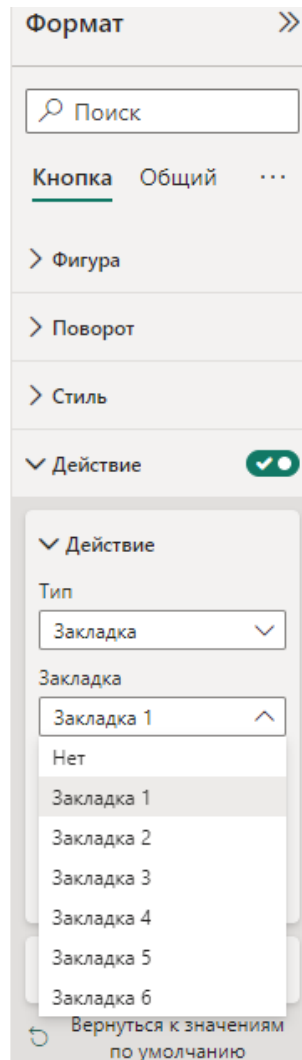 Формат
Поиск
Кнопка Общий ...
Фигура
Поворот
Стиль
Действие
Действие
Тип
Закладка
Закладка
Закладка 1
Нет
Закладка 1
Закладка 2
Закладка 3
Закладка 4
Закладка 5
Закладка 6
Вернуться к значениям
по умолчанию